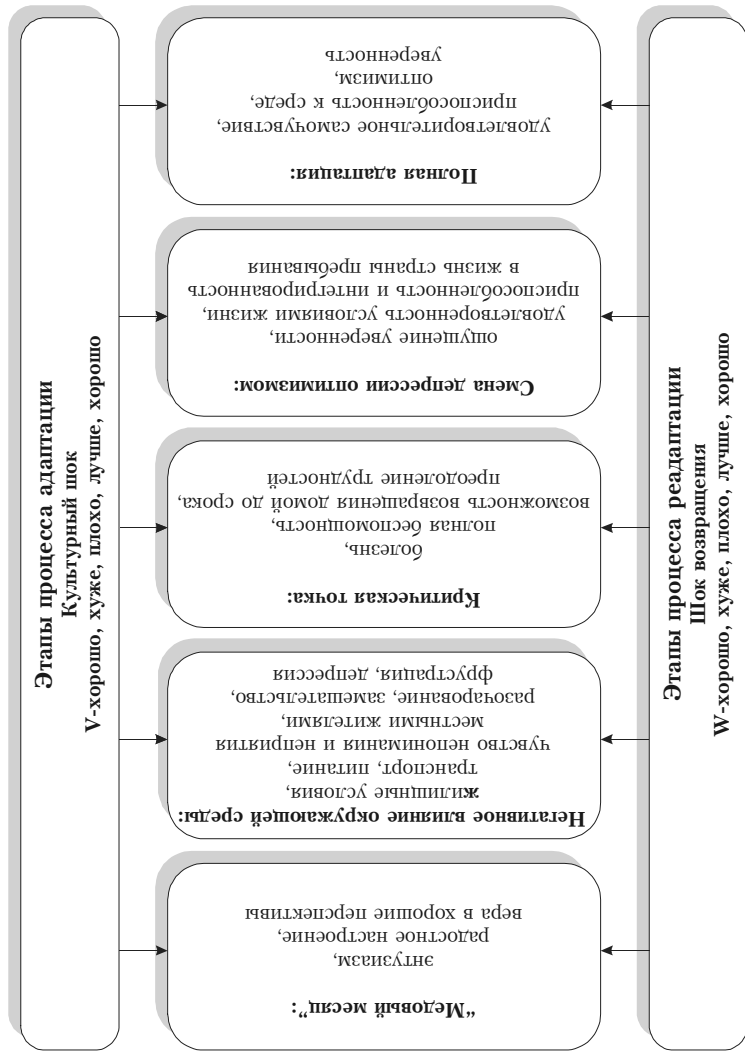 Этапы процесса адаптации
Культурный шок
V-хорошо, хуже, плохо, лучше, хорошо
“Медовый месяц”:
энтузиазм,
радостное настроение,
вера в хорошие перспективы
Негативное влияние окружающей среды:
жилищные условия,
транспорт, питание,
чувство непонимания и неприятия
местными жителями,
разочарование, замешательство,
фрустрация, депрессия
Критическая точка:
болезнь,
полная беспомощность,
возможность возвращения домой до срока,
преодоление трудностей
Смена депрессии оптимизмом:
ощущение уверенности,
удовлетворенность условиями жизни,
приспособленность и интегрированность
в жизнь страны пребывания
Полная адаптация:
удовлетворительное самочувствие,
приспособленность к среде,
оптимизм,
уверенность
Этапы процесса реадаптации
Шок возвращения
W-хорошо, хуже, плохо, лучше, хорошо